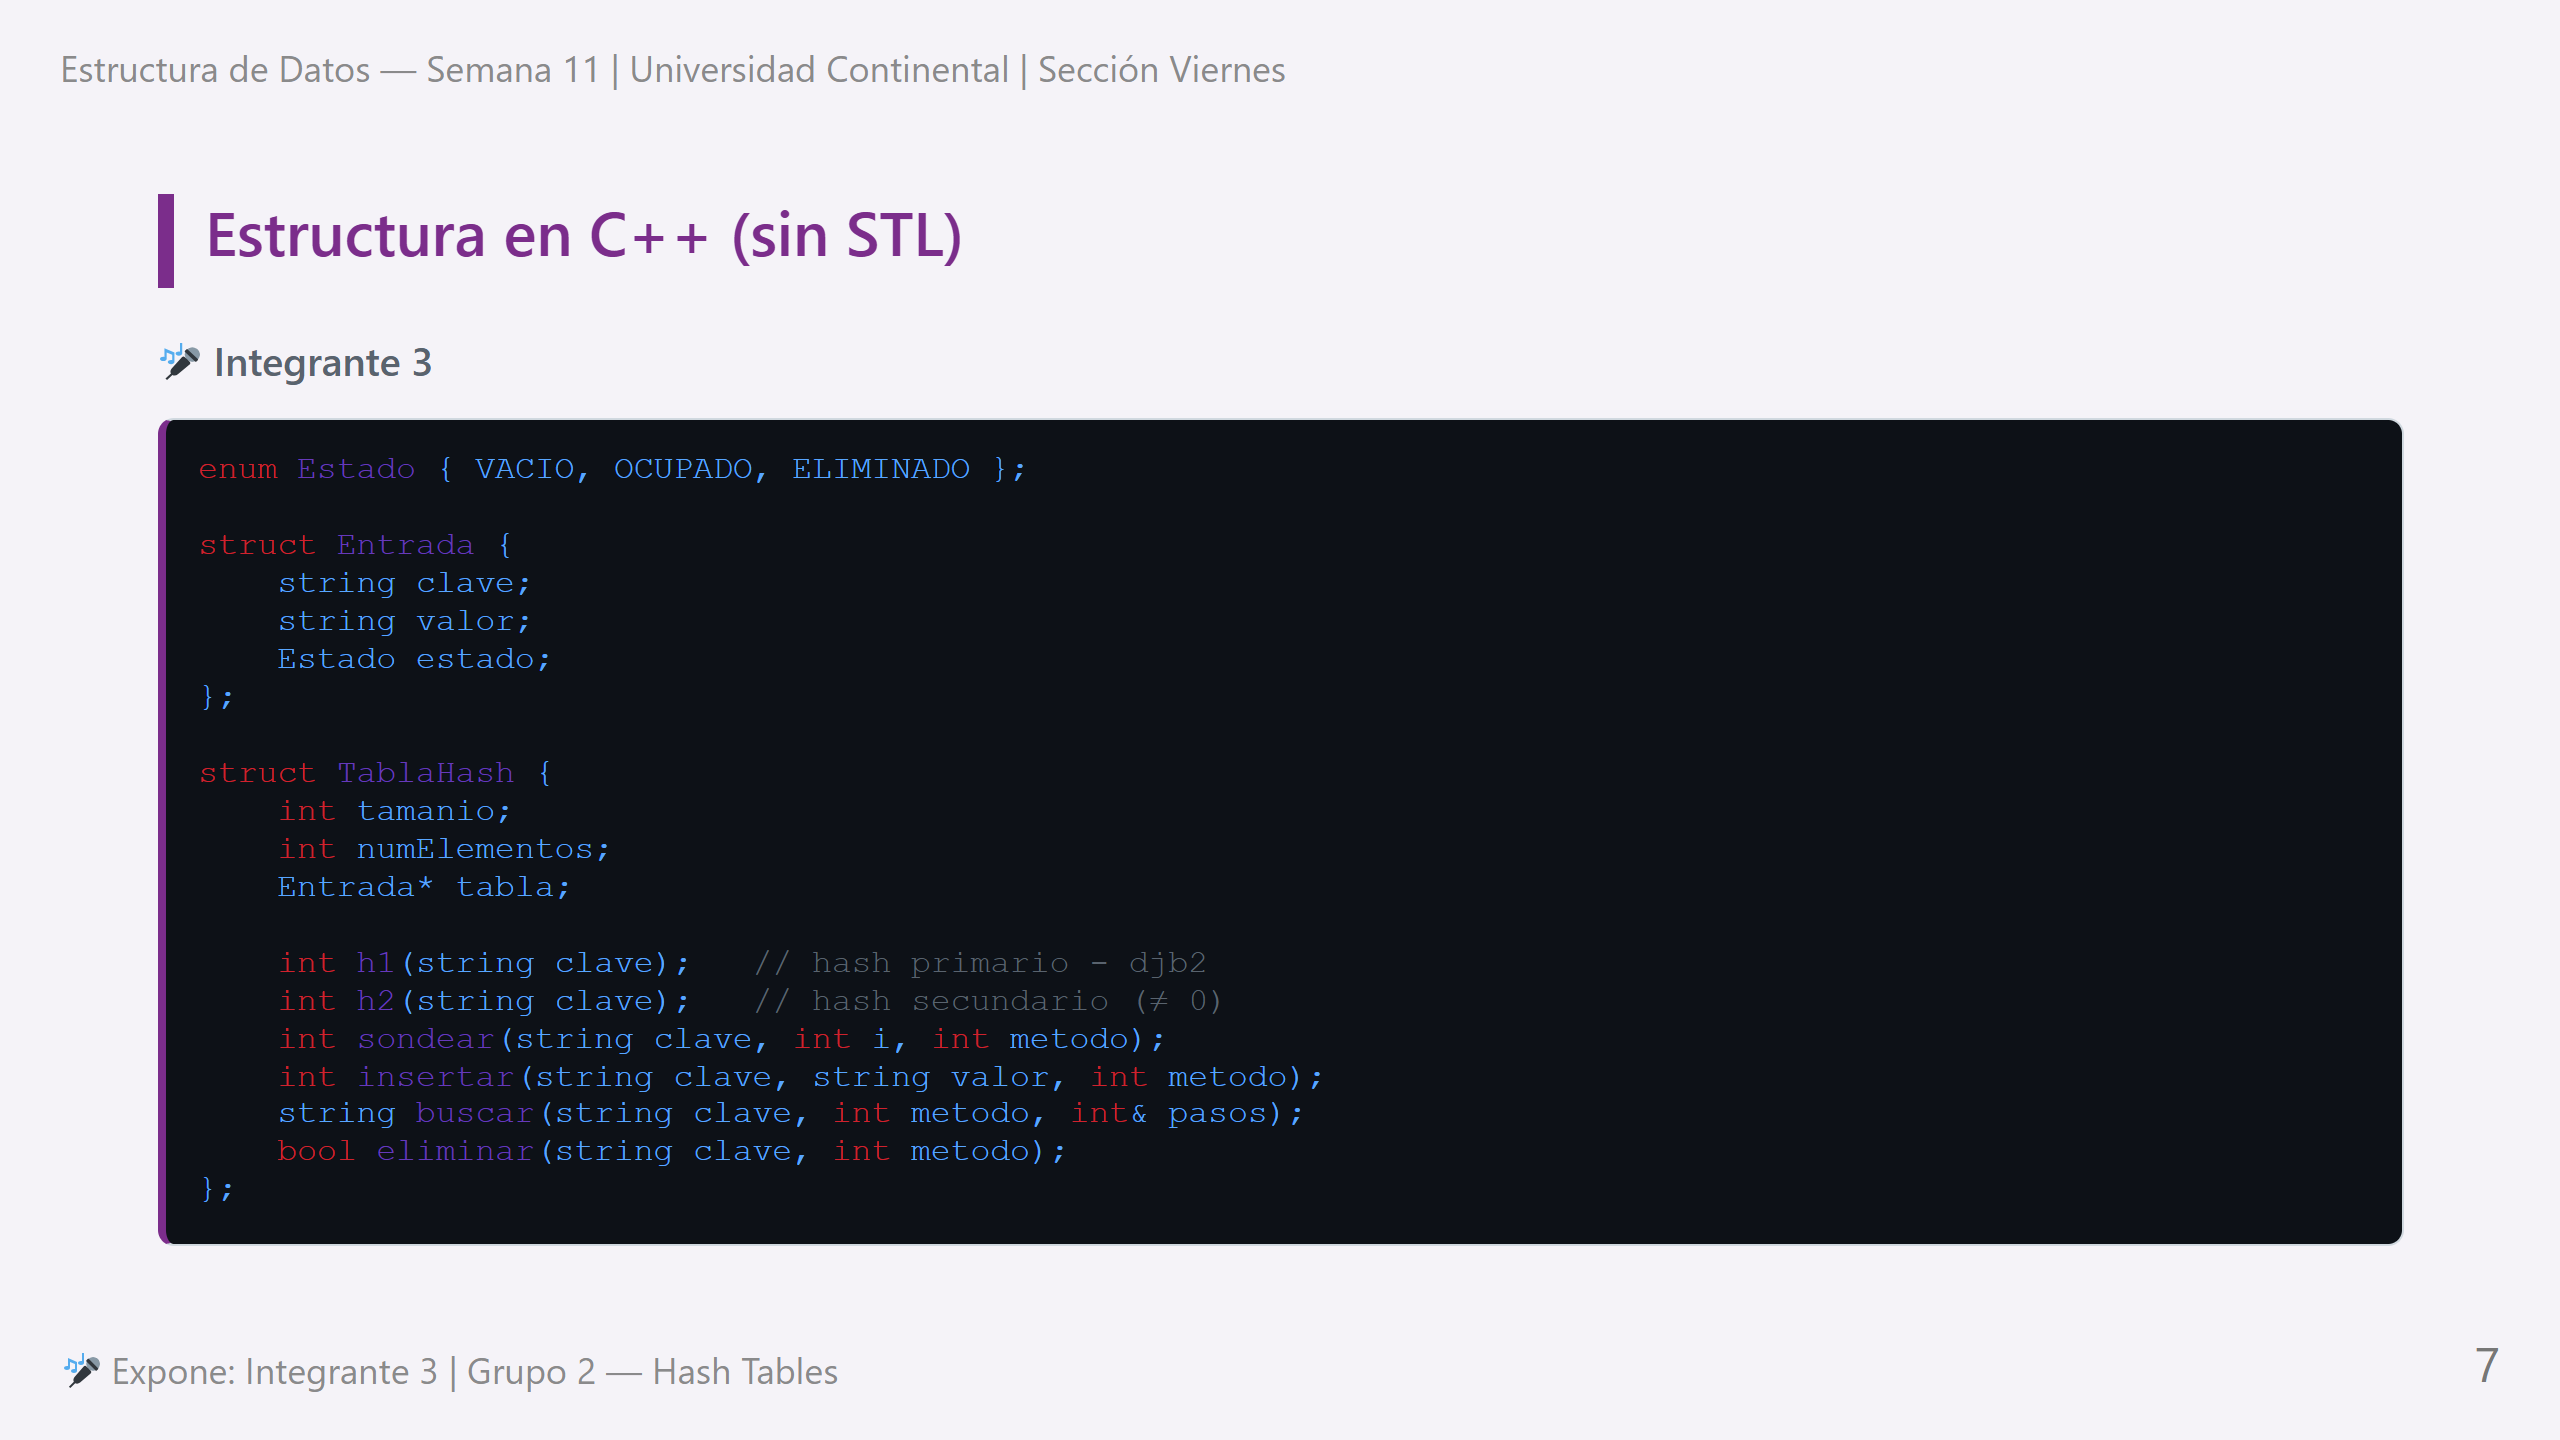 Estructura de Datos — Semana 11 | Universidad Continental | Sección Viernes
Estructura en C++ (sin STL)
🎤 Integrante 3
enum Estado { VACIO, OCUPADO, ELIMINADO };
struct Entrada {
    string clave;
    string valor;
    Estado estado;
};
struct TablaHash {
    int tamanio;
    int numElementos;
    Entrada* tabla;
    int h1(string clave);   // hash primario - djb2
    int h2(string clave);   // hash secundario (≠ 0)
    int sondear(string clave, int i, int metodo);
    int insertar(string clave, string valor, int metodo);
    string buscar(string clave, int metodo, int& pasos);
    bool eliminar(string clave, int metodo);
};
🎤 Expone: Integrante 3 | Grupo 2 — Hash Tables
7